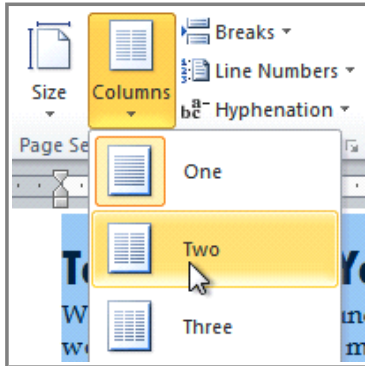 Breaks
Line Numbers
Size
Columns
Hyphenation
Page Se
One
Two
Three